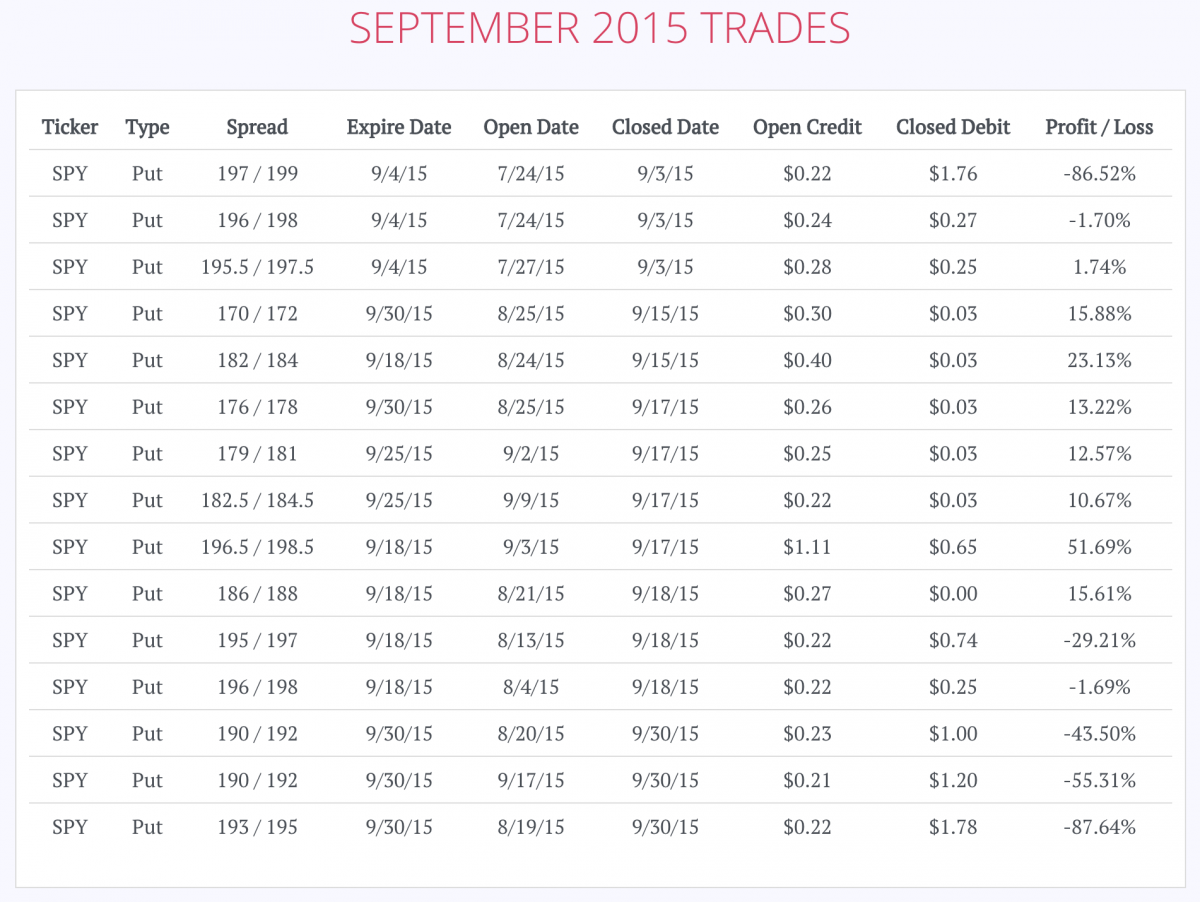 SEPTEMBER 2015 TRADES
Ticker Type Spread Expire Date Open Date Closed Date Open Credit Closed Debit Profit / Loss
SPY Put 197 / 199 9/4/15 7/24/15 9/3/15 $0.22 $1.76 -86.52%
SPY Put 196 / 198 9/4/15 7/24/15 9/3/15 $0.24 $0.27 -1.70%
SPY Put 195.5 / 197.5 9/4/15 7/27/15 9/3/15 $0.28 $0.25 1.74%
SPY Put 170 / 172 9/30/15 8/25/15 9/15/15 $0.30 $0.03 15.88%
SPY Put 182 / 184 9/18/15 8/24/15 9/15/15 $0.40 $0.03 23.13%
SPY Put 176 / 178 9/30/15 8/25/15 9/17/15 $0.26 $0.03 13.22%
SPY Put 179 / 181 9/25/15 9/2/15 9/17/15 $0.25 $0.03 12.57%
SPY Put 182.5 / 184.5 9/25/15 9/9/15 9/17/15 $0.22 $0.03 10.67%
SPY Put 196.5 / 198.5 9/18/15 9/3/15 9/17/15 $1.11 $0.65 51.69%
SPY Put 186 / 188 9/18/15 8/21/15 9/18/15 $0.27 $0.00 15.61%
SPY Put 195 / 197 9/18/15 8/13/15 9/18/15 $0.22 $0.74 -29.21%
SPY Put 196 / 198 9/18/15 8/4/15 9/18/15 $0.22 $0.25 -1.69%
SPY Put 190 / 192 9/30/15 8/20/15 9/30/15 $0.23 $1.00 -43.50%
SPY Put 190 / 192 9/30/15 9/17/15 9/30/15 $0.21 $1.20 -55.31%
SPY Put 193 / 195 9/30/15 8/19/15 9/30/15 $0.22 $1.78 -87.64%